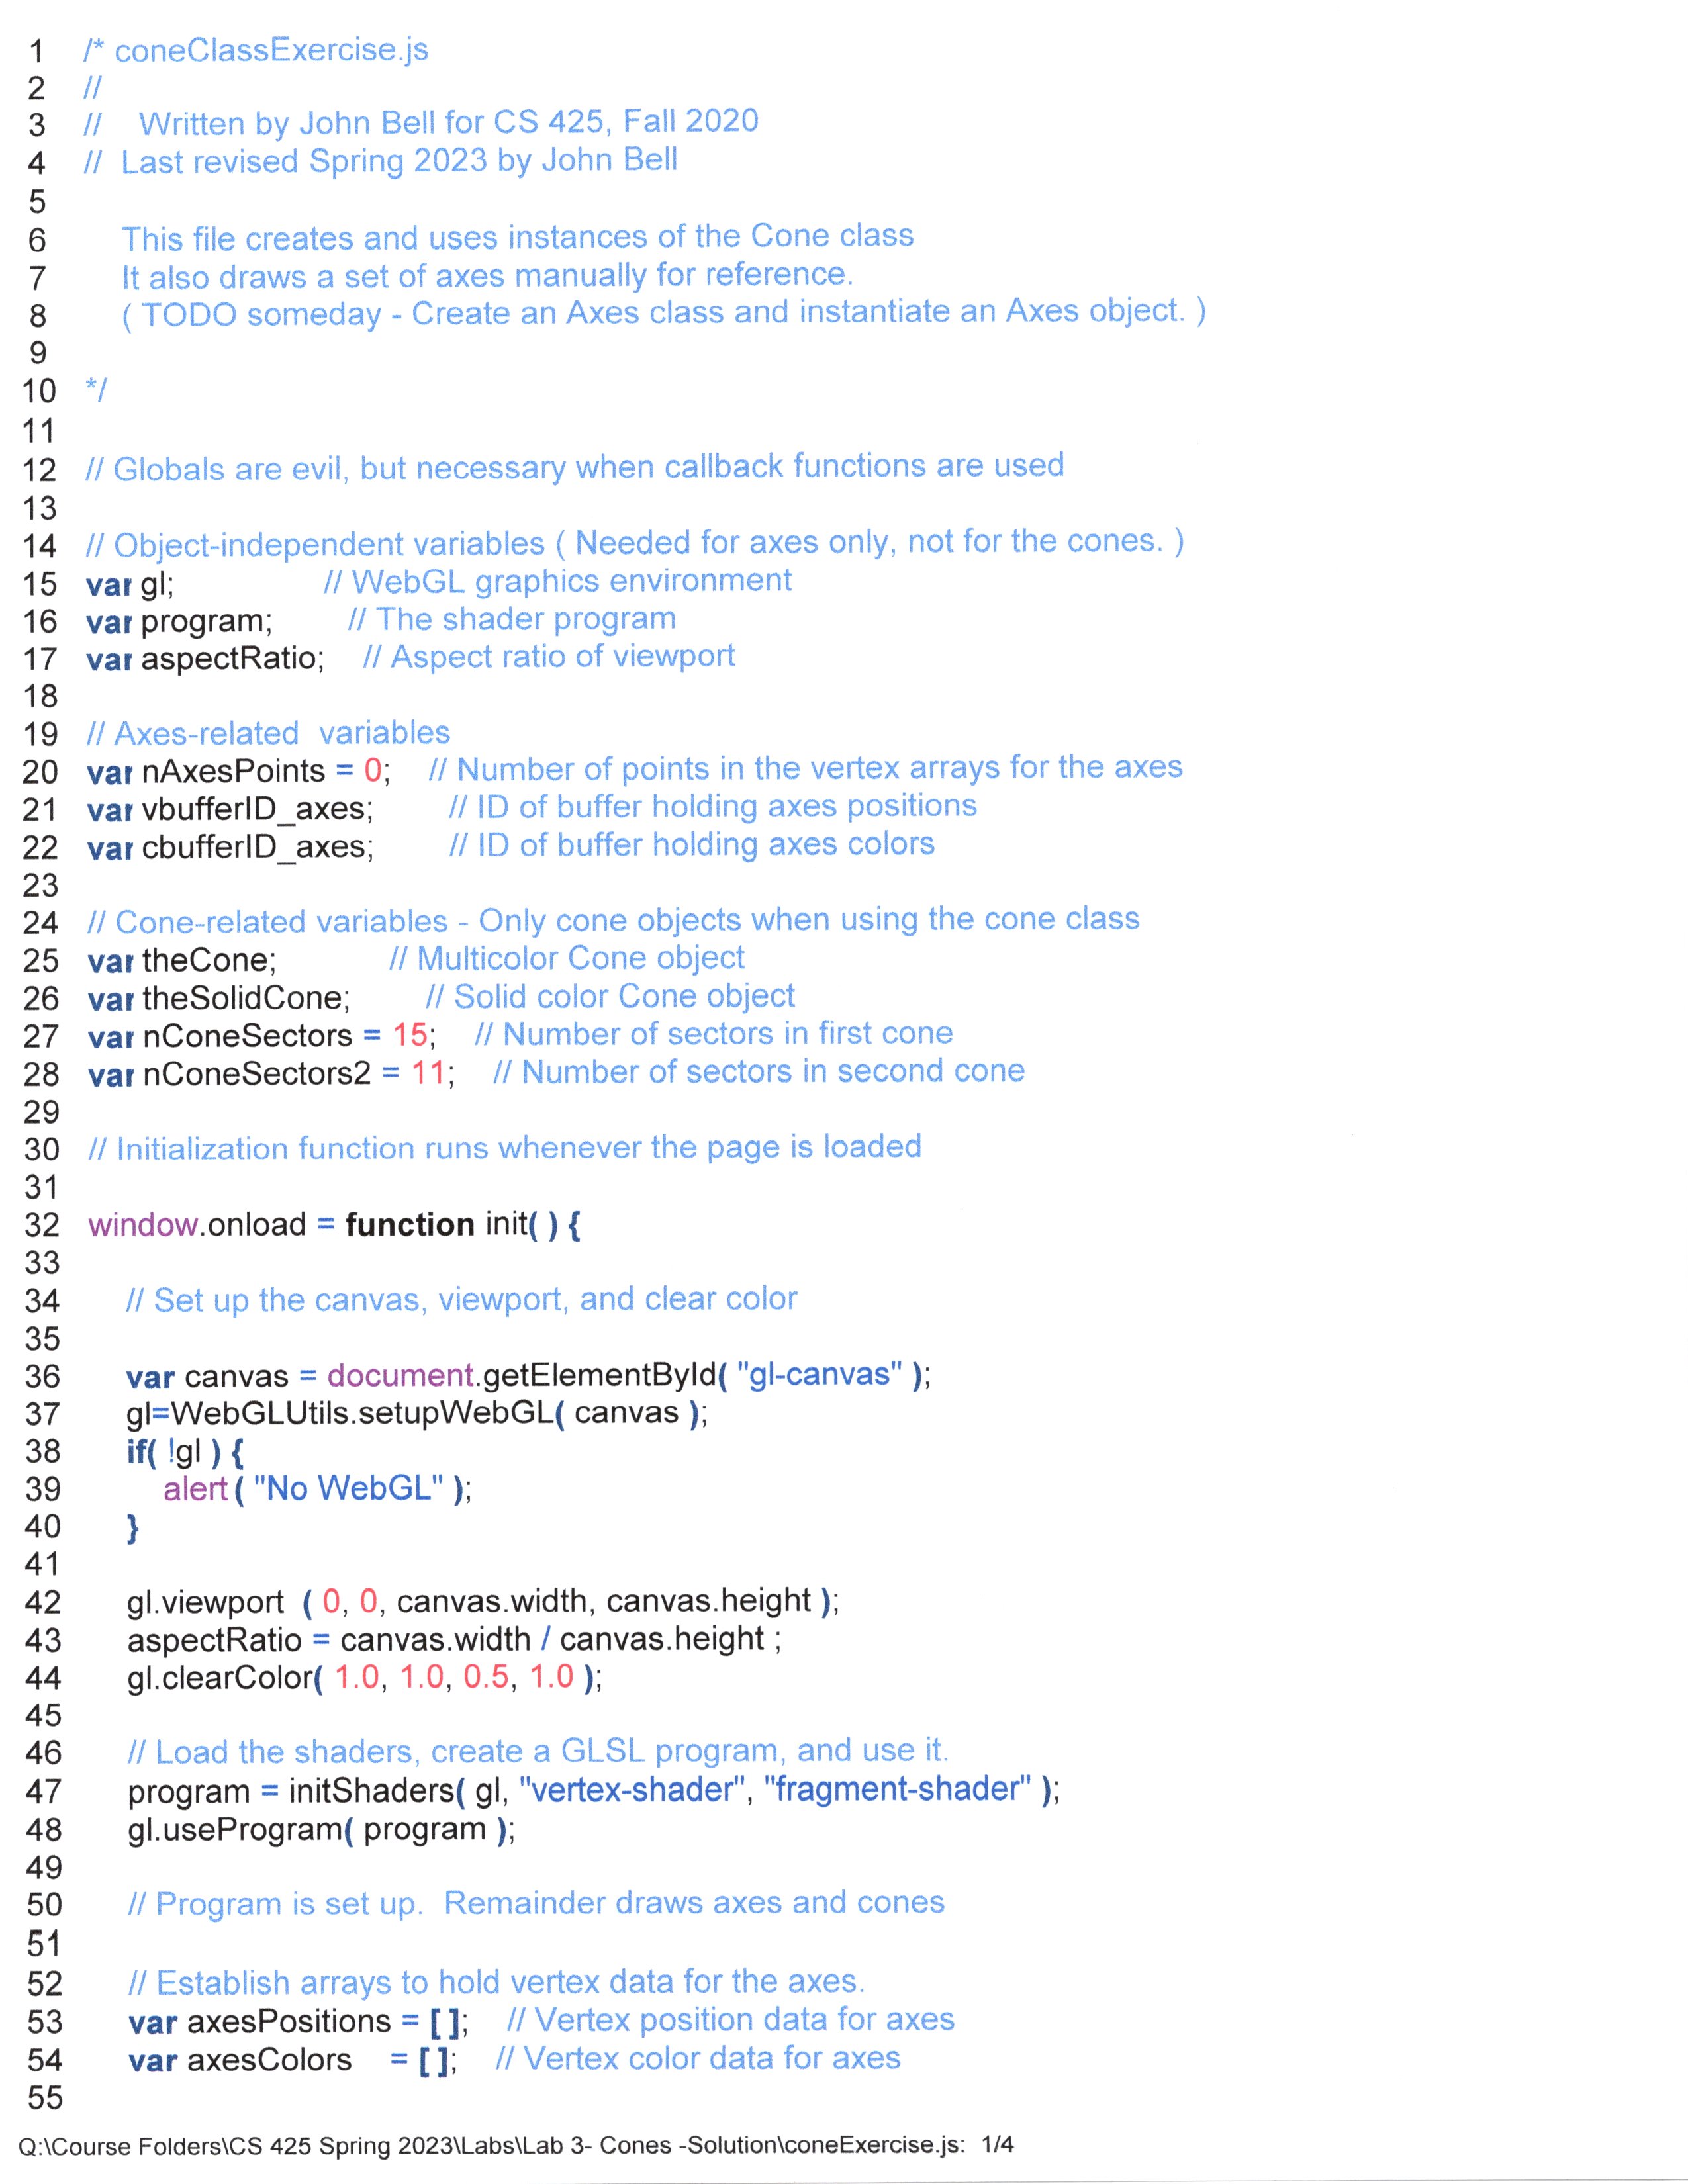 1 /* coneClassExercise.js
2 //
3 // Written by John Bell for CS 425, Fall 2020
4 // Last revised Spring 2023 by John Bell
5
6 This file creates and uses instances of the Cone class
7 It also draws a set of axes manually for reference.
8 ( TODO someday - Create an Axes class and instantiate an Axes object. )
9
10 */
11
12 // Globals are evil, but necessary when callback functions are used
13
14 // Object-independent variables ( Needed for axes only, not for the cones. )
15 var gl; // WebGL graphics environment
16 var program; // The shader program
17 var aspectRatio; // Aspect ratio of viewport
18
19 // Axes-related variables
20 var nAxesPoints = 0; // Number of points in the vertex arrays for the axes
21 var vbufferID_axes; // ID of buffer holding axes positions
22 var cbufferID_axes; // ID of buffer holding axes colors
23
24 // Cone-related variables - Only cone objects when using the cone class
25 var theCone; // Multicolor Cone object
26 var theSolidCone; // Solid color Cone object
27 var nConeSectors = 15; // Number of sectors in first cone
28 var nConeSectors2 = 11; // Number of sectors in second cone
29
30 // Initialization function runs whenever the page is loaded
31
32 window.onload = function init( ) {
33
34 // Set up the canvas, viewport, and clear color
35
36 var canvas = document.getElementById( "gl-canvas" );
37 gl=WebGLUtils.setupWebGL( canvas );
38 if( !gl ) {
39 alert( "No WebGL" );
40 }
41
42 gl.viewport ( 0, 0, canvas.width, canvas.height );
43 aspectRatio = canvas.width / canvas.height ;
44 gl.clearColor( 1.0, 1.0, 0.5, 1.0 );
45
46 // Load the shaders, create a GLSL program, and use it.
47 program = initShaders( gl, "vertex-shader", "fragment-shader" );
48 gl.useProgram( program );
49
50 // Program is set up. Remainder draws axes and cones
51
52 // Establish arrays to hold vertex data for the axes.
53 var axesPositions = [ ]; // Vertex position data for axes
54 var axesColors = [ ]; // Vertex color data for axes
55
Q:\Course Folders\CS 425 Spring 2023\Labs\Lab 3- Cones -Solution\coneExercise.js: 1/4